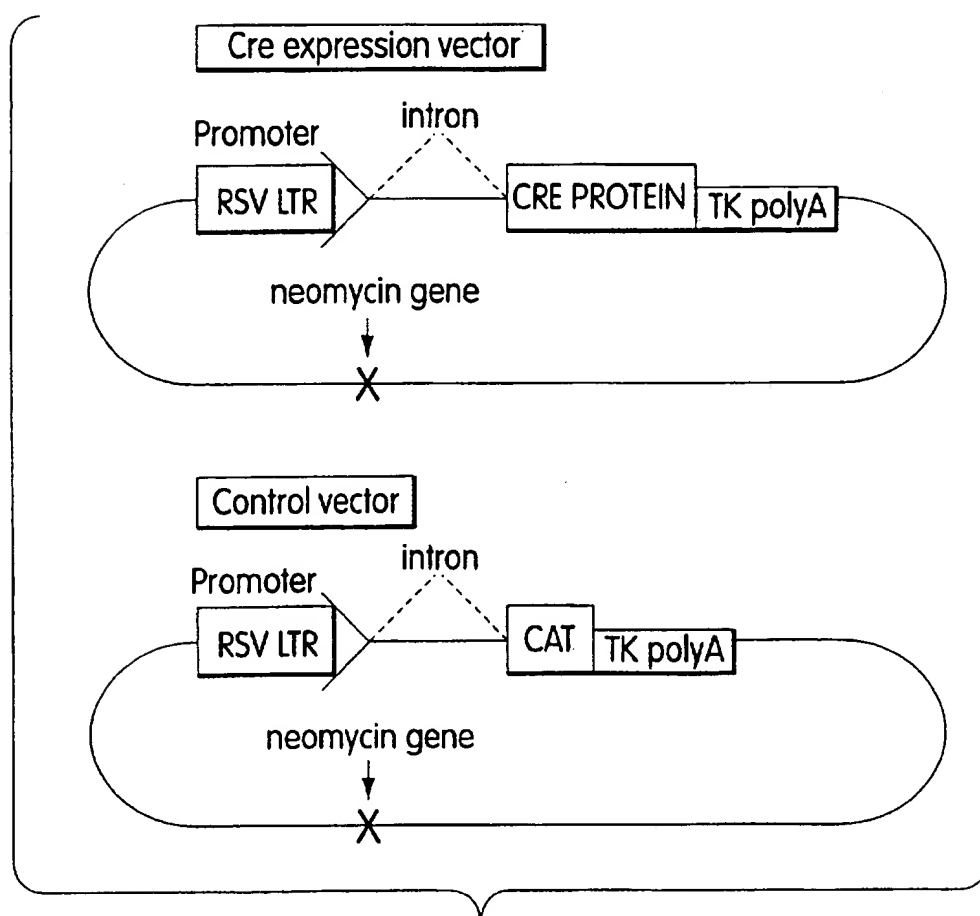 Cre expression vector
Promoter
intron
RSV LTR
CRE PROTEIN
TK polyA
neomycin gene
X
Control vector
Promoter
intron
RSV LTR
CAT
TK polyA
neomycin gene
X